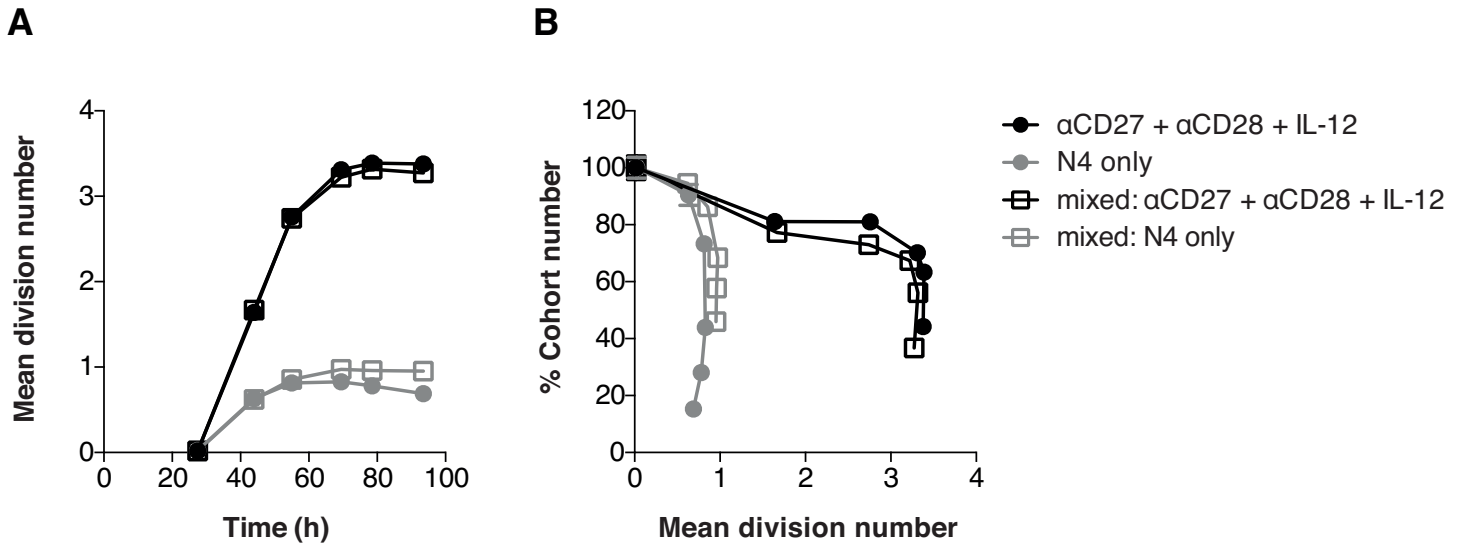 A
B
Mean division number
4
3
2
1
0
0 20 40 60 80 100
Time (h)
% Cohort number
120
100
80
60
40
20
0
0 1 2 3 4
Mean division number
αCD27 + αCD28 + IL-12
N4 only
mixed: αCD27 + αCD28 + IL-12
mixed: N4 only